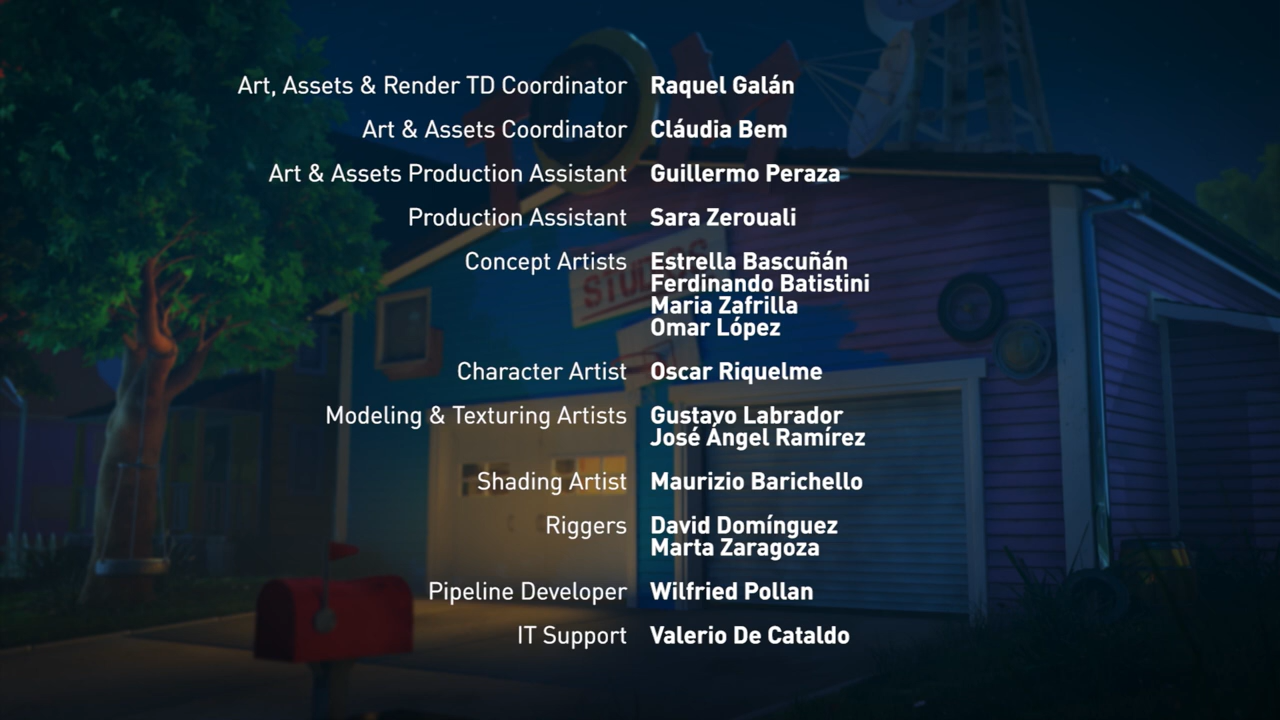 Art, Assets & Render TD Coordinator Raquel Galán
Art & Assets Coordinator Cláudia Bem
Art & Assets Production Assistant Guillermo Peraza
Production Assistant Sara Zerouali
Concept Artists Estrella Bascuñán
Ferdinando Batistini
Maria Zafrilla
Omar López
Character Artist Oscar Riquelme
Modeling & Texturing Artists Gustavo Labrador
José Ángel Ramírez
Shading Artist Maurizio Barichello
Riggers David Domínguez
Marta Zaragoza
Pipeline Developer Wilfried Pollan
IT Support Valerio De Cataldo